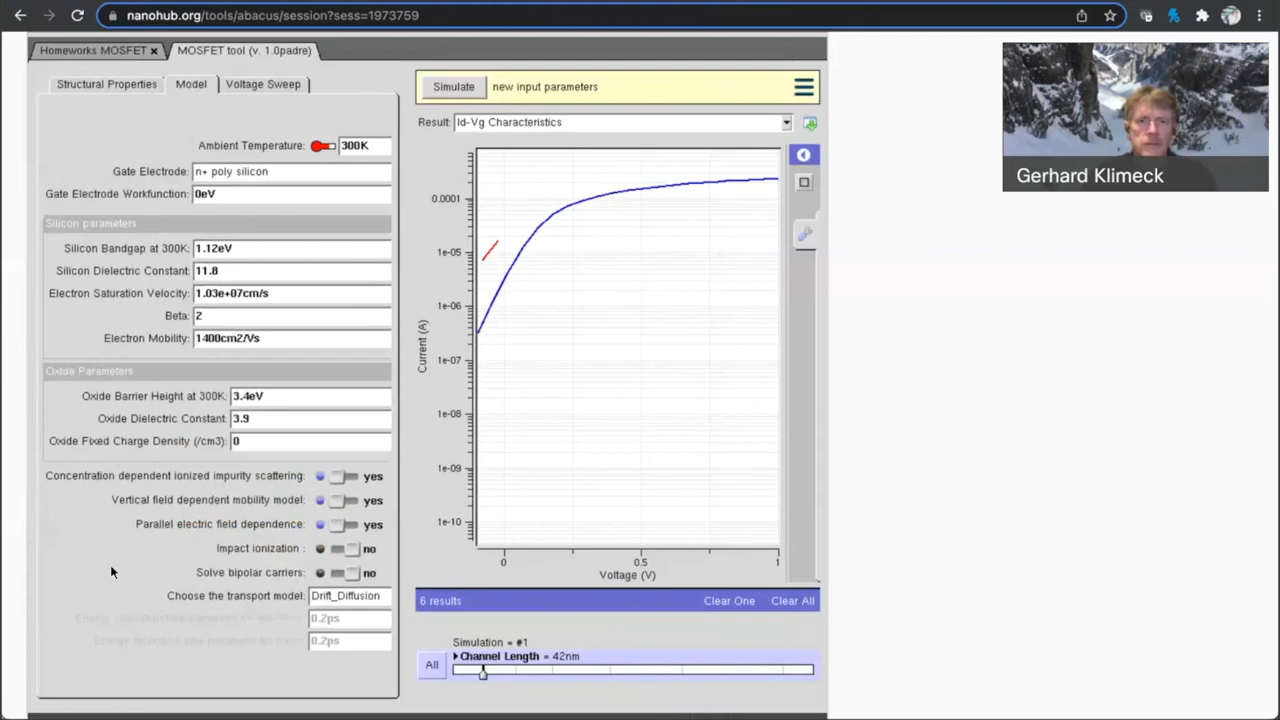 nanohub.org/tools/abacus/session?sess=1973759
Homeworks MOSFET × MOSFET tool (v. 1.0padre)
Structural Properties Model Voltage Sweep
Ambient Temperature: 300K
Gate Electrode: n+ poly silicon
Gate Electrode Workfunction: 0eV
Silicon parameters
Silicon Bandgap at 300K: 1.12eV
Silicon Dielectric Constant: 11.8
Electron Saturation Velocity: 1.03e+07cm/s
Beta: 2
Electron Mobility: 1400cm2/Vs
Oxide Parameters
Oxide Barrier Height at 300K: 3.4eV
Oxide Dielectric Constant: 3.9
Oxide Fixed Charge Density (/cm3): 0
Concentration dependent ionized impurity scattering: yes
Vertical field dependent mobility model: yes
Parallel electric field dependence: yes
Impact ionization : no
Solve bipolar carriers: no
Choose the transport model: Drift_Diffusion
0.2ps
0.2ps
Simulate new input parameters
Result: Id-Vg Characteristics
Current (A)
0.0001
1e-05
1e-06
1e-07
1e-08
1e-09
1e-10
0 0.5 1
Voltage (V)
6 results Clear One Clear All
Simulation = #1
All Channel Length = 42nm
Gerhard Klimeck